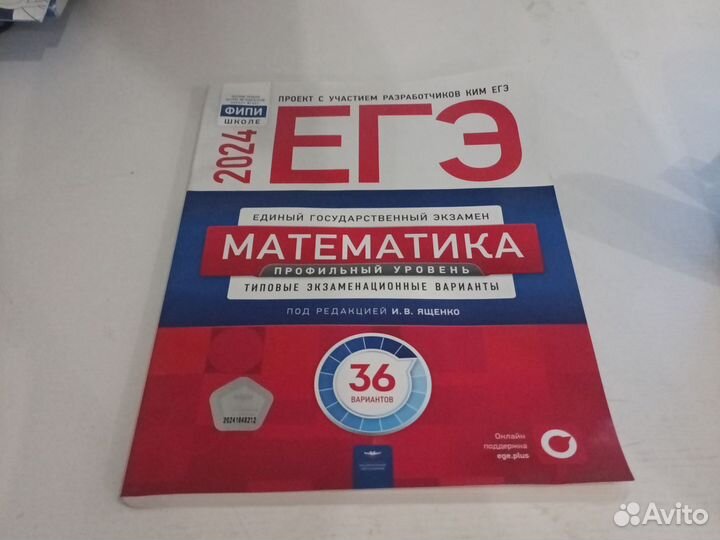 ПРОЕКТ С УЧАСТИЕМ РАЗРАБОТЧИКОВ КИМ ЕГЭ
ФИПИ
ШКОЛЕ
2024
ЕГЭ
ЕДИНЫЙ ГОСУДАРСТВЕННЫЙ ЭКЗАМЕН
МАТЕМАТИКА
ПРОФИЛЬНЫЙ УРОВЕНЬ
ТИПОВЫЕ ЭКЗАМЕНАЦИОННЫЕ ВАРИАНТЫ
ПОД РЕДАКЦИЕЙ И.В. ЯЩЕНКО
36
ВАРИАНТОВ
Онлайн
поддержка
ege.plus
Avito